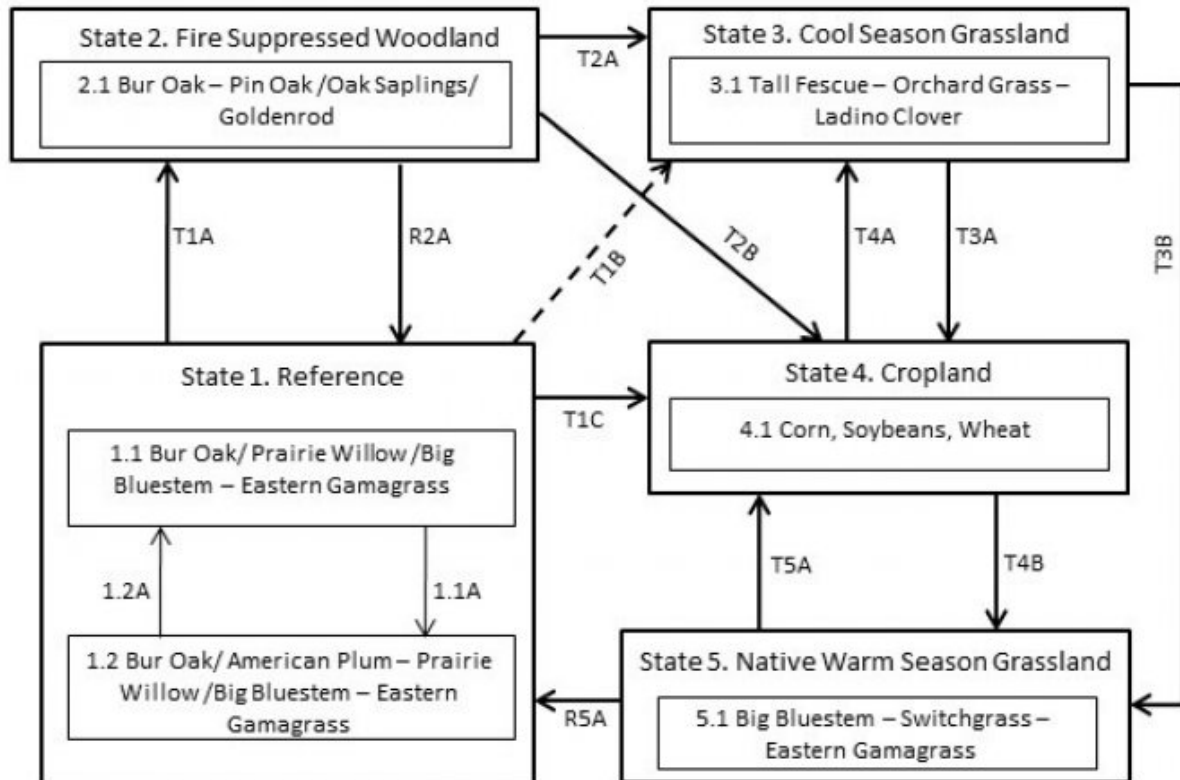 State 2. Fire Suppressed Woodland
2.1 Bur Oak – Pin Oak /Oak Saplings/
Goldenrod
T2A
State 3. Cool Season Grassland
3.1 Tall Fescue – Orchard Grass –
Ladino Clover
T1A
R2A
T1B
T2B
T4A
T3A
T3B
State 1. Reference
1.1 Bur Oak/ Prairie Willow /Big
Bluestem – Eastern Gamagrass
1.2A
1.1A
1.2 Bur Oak/ American Plum – Prairie
Willow /Big Bluestem – Eastern
Gamagrass
T1C
State 4. Cropland
4.1 Corn, Soybeans, Wheat
T5A
T4B
R5A
State 5. Native Warm Season Grassland
5.1 Big Bluestem – Switchgrass –
Eastern Gamagrass